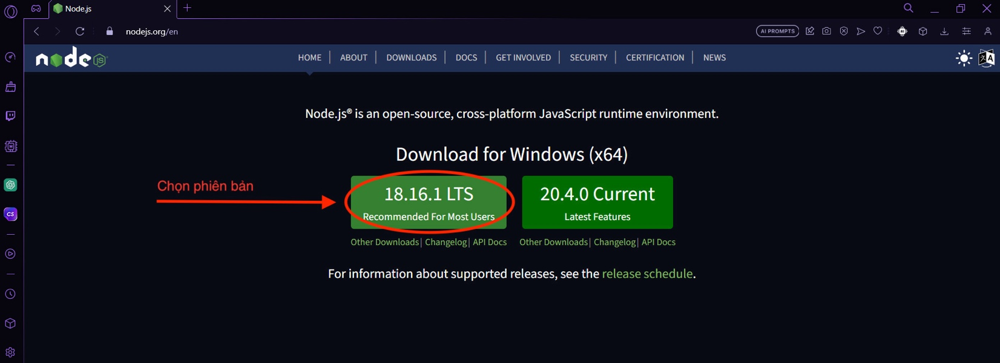 Node.js
nodejs.org/en
AI PROMPTS
node
JS
HOME | ABOUT | DOWNLOADS | DOCS | GET INVOLVED | SECURITY | CERTIFICATION | NEWS
Node.js® is an open-source, cross-platform JavaScript runtime environment.
Download for Windows (x64)
Chọn phiên bản
18.16.1 LTS
Recommended For Most Users
20.4.0 Current
Latest Features
Other Downloads | Changelog | API Docs
Other Downloads | Changelog | API Docs
CS
For information about supported releases, see the release schedule.